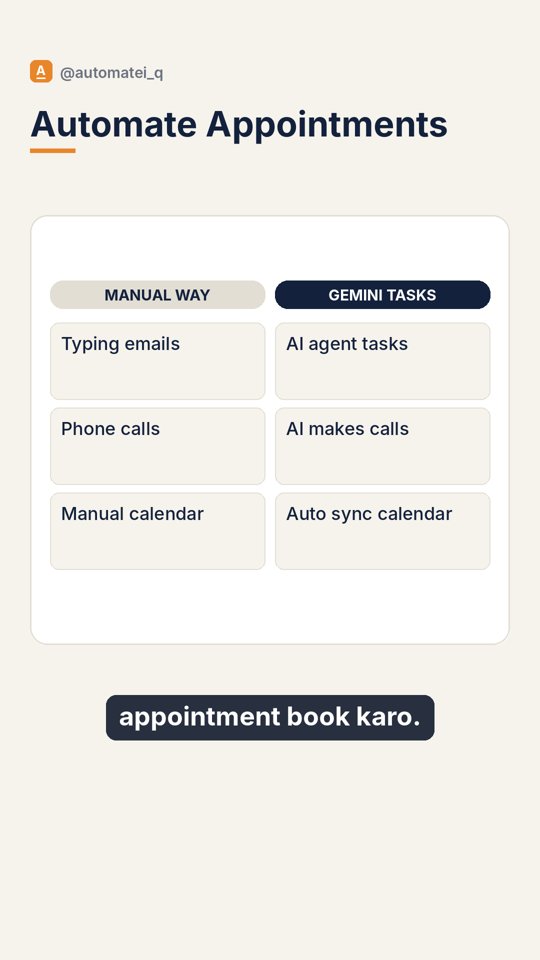 A
@automatei_q
Automate Appointments
MANUAL WAY
GEMINI TASKS
Typing emails
AI agent tasks
Phone calls
AI makes calls
Manual calendar
Auto sync calendar
appointment book karo.